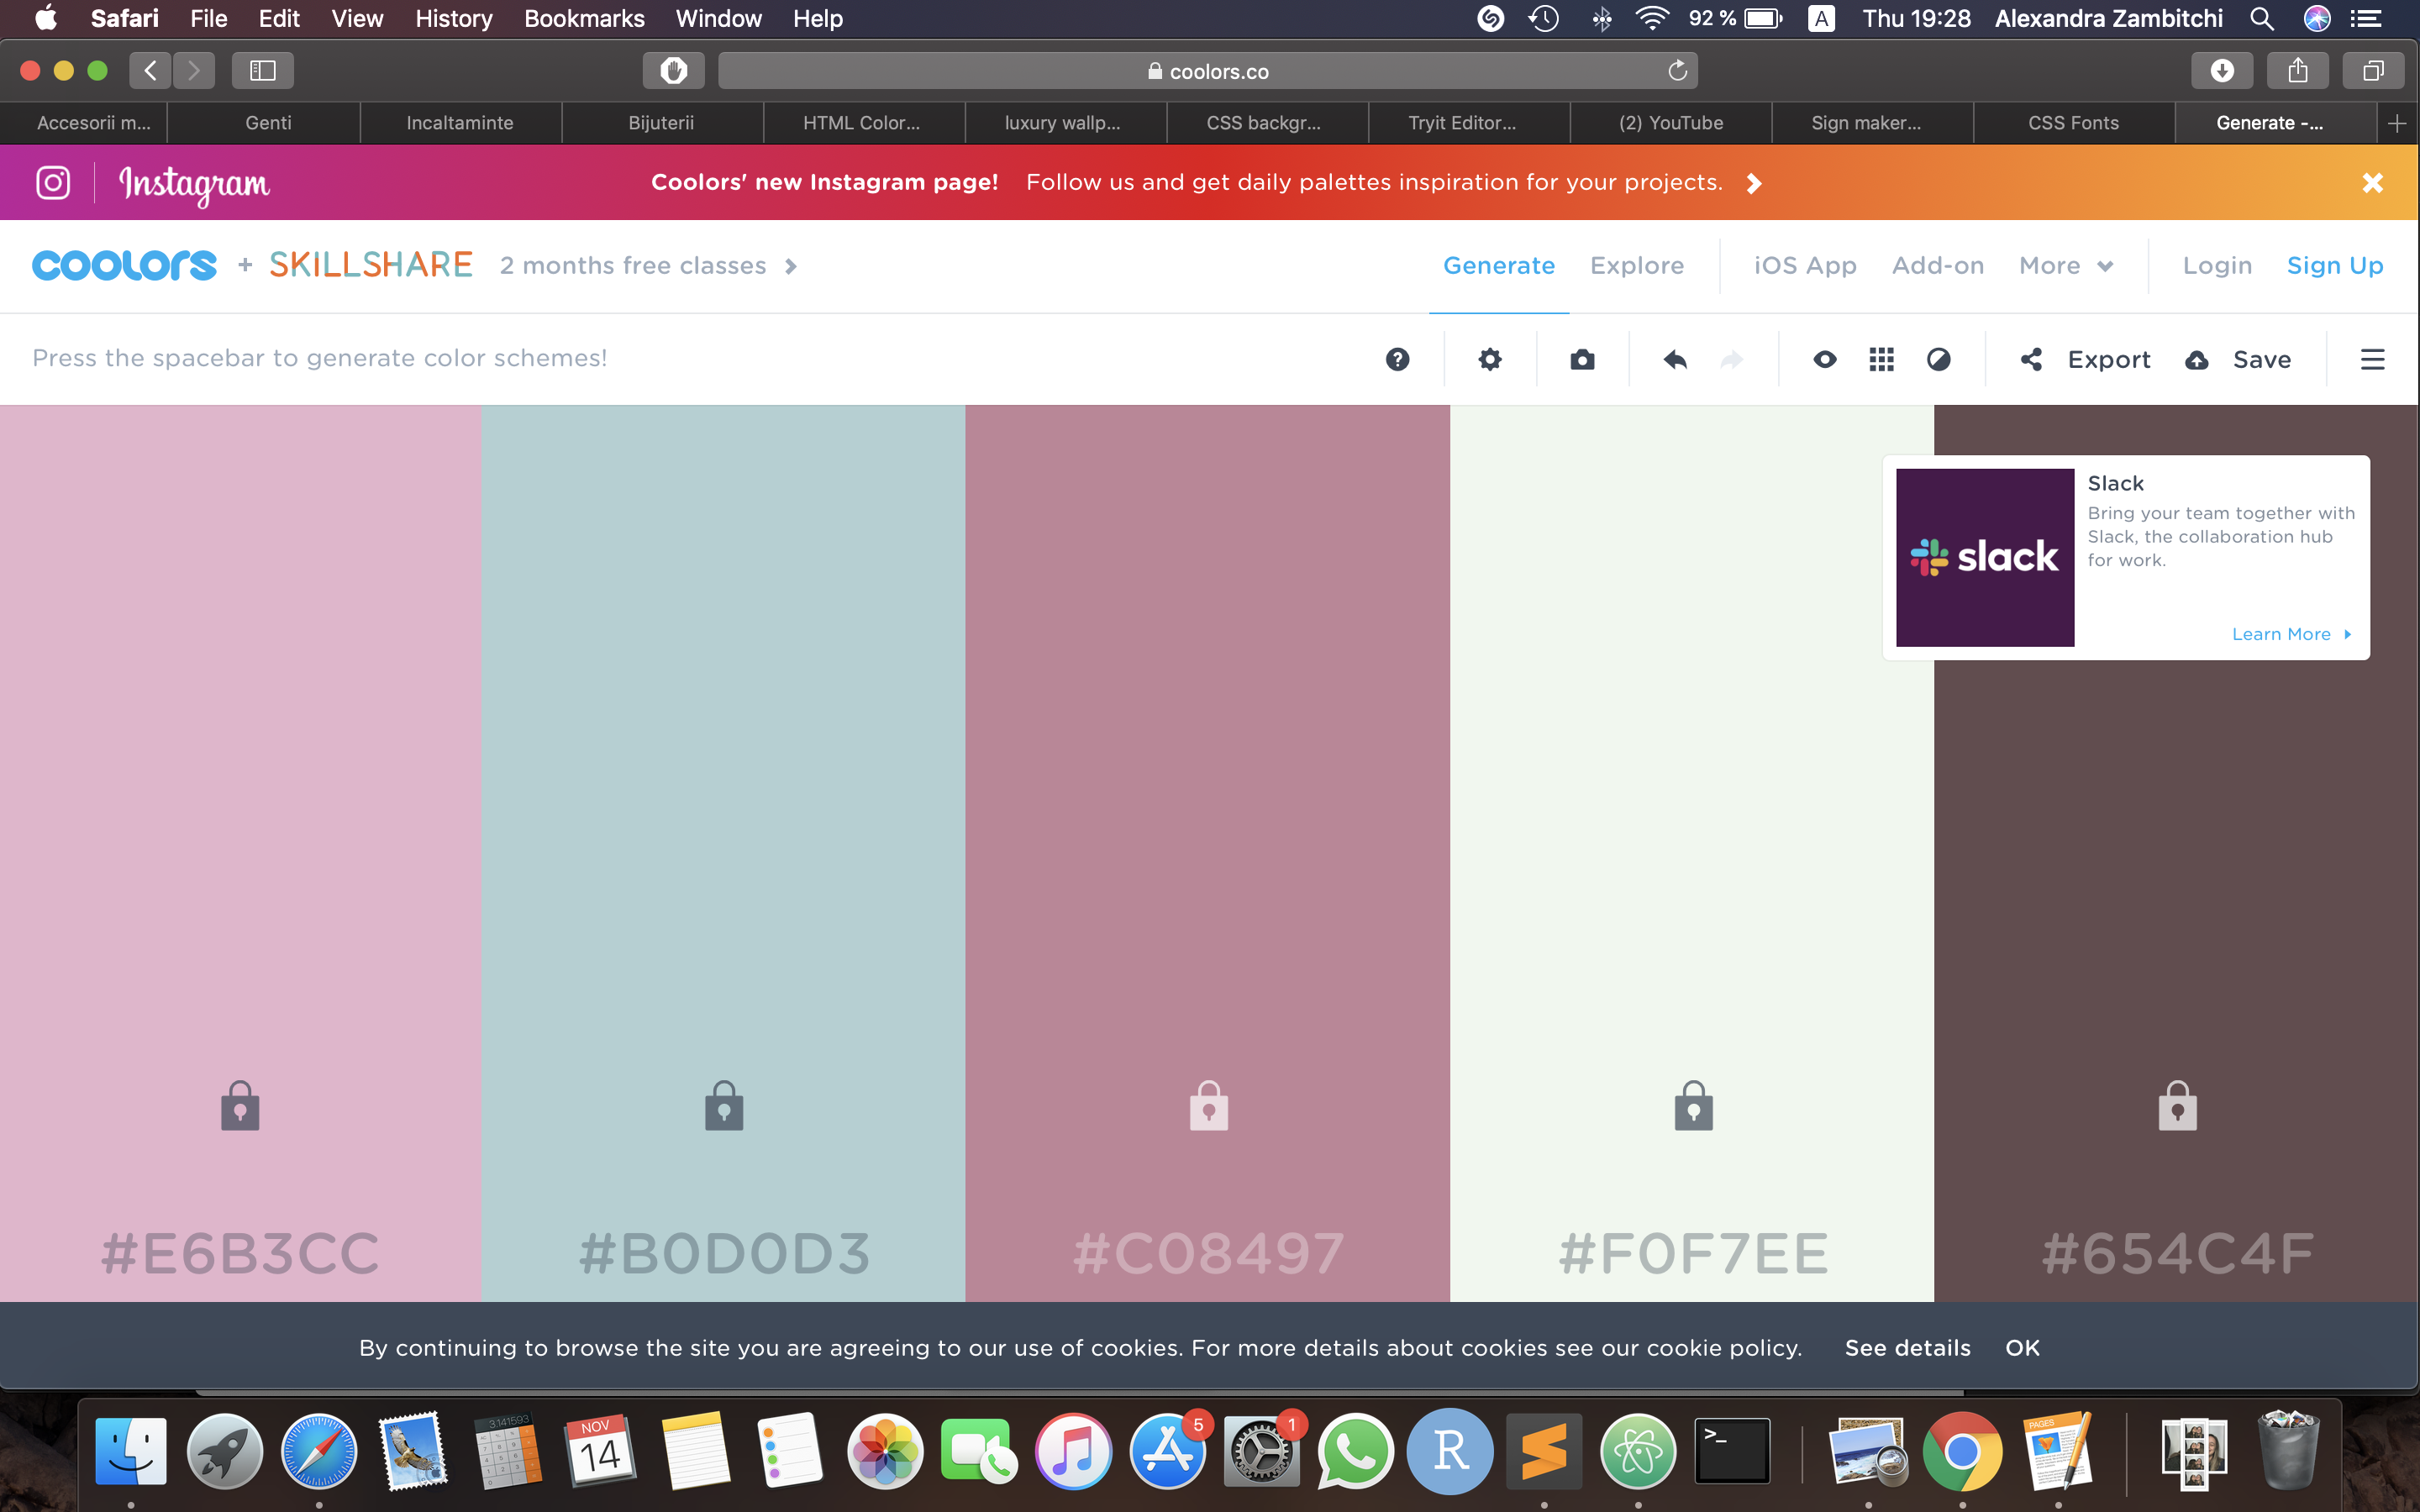 Safari File Edit View History Bookmarks Window Help 92 % A Thu 19:28 Alexandra Zambitchi
coolors.co
Accesorii m... Genti Incaltaminte Bijuterii HTML Color... luxury wallp... CSS backgr... Tryit Editor... (2) YouTube Sign maker... CSS Fonts Generate -...
Instagram Coolors' new Instagram page! Follow us and get daily palettes inspiration for your projects.
coolors + SKILLSHARE 2 months free classes Generate Explore iOS App Add-on More Login Sign Up
Press the spacebar to generate color schemes! Export Save
Slack
Bring your team together with
Slack, the collaboration hub
for work.
slack
Learn More
#E6B3CC #B0D0D3 #C08497 #F0F7EE #654C4F
By continuing to browse the site you are agreeing to our use of cookies. For more details about cookies see our cookie policy. See details OK
3.141593
NOV
14
5
1
R
>_
PAGES